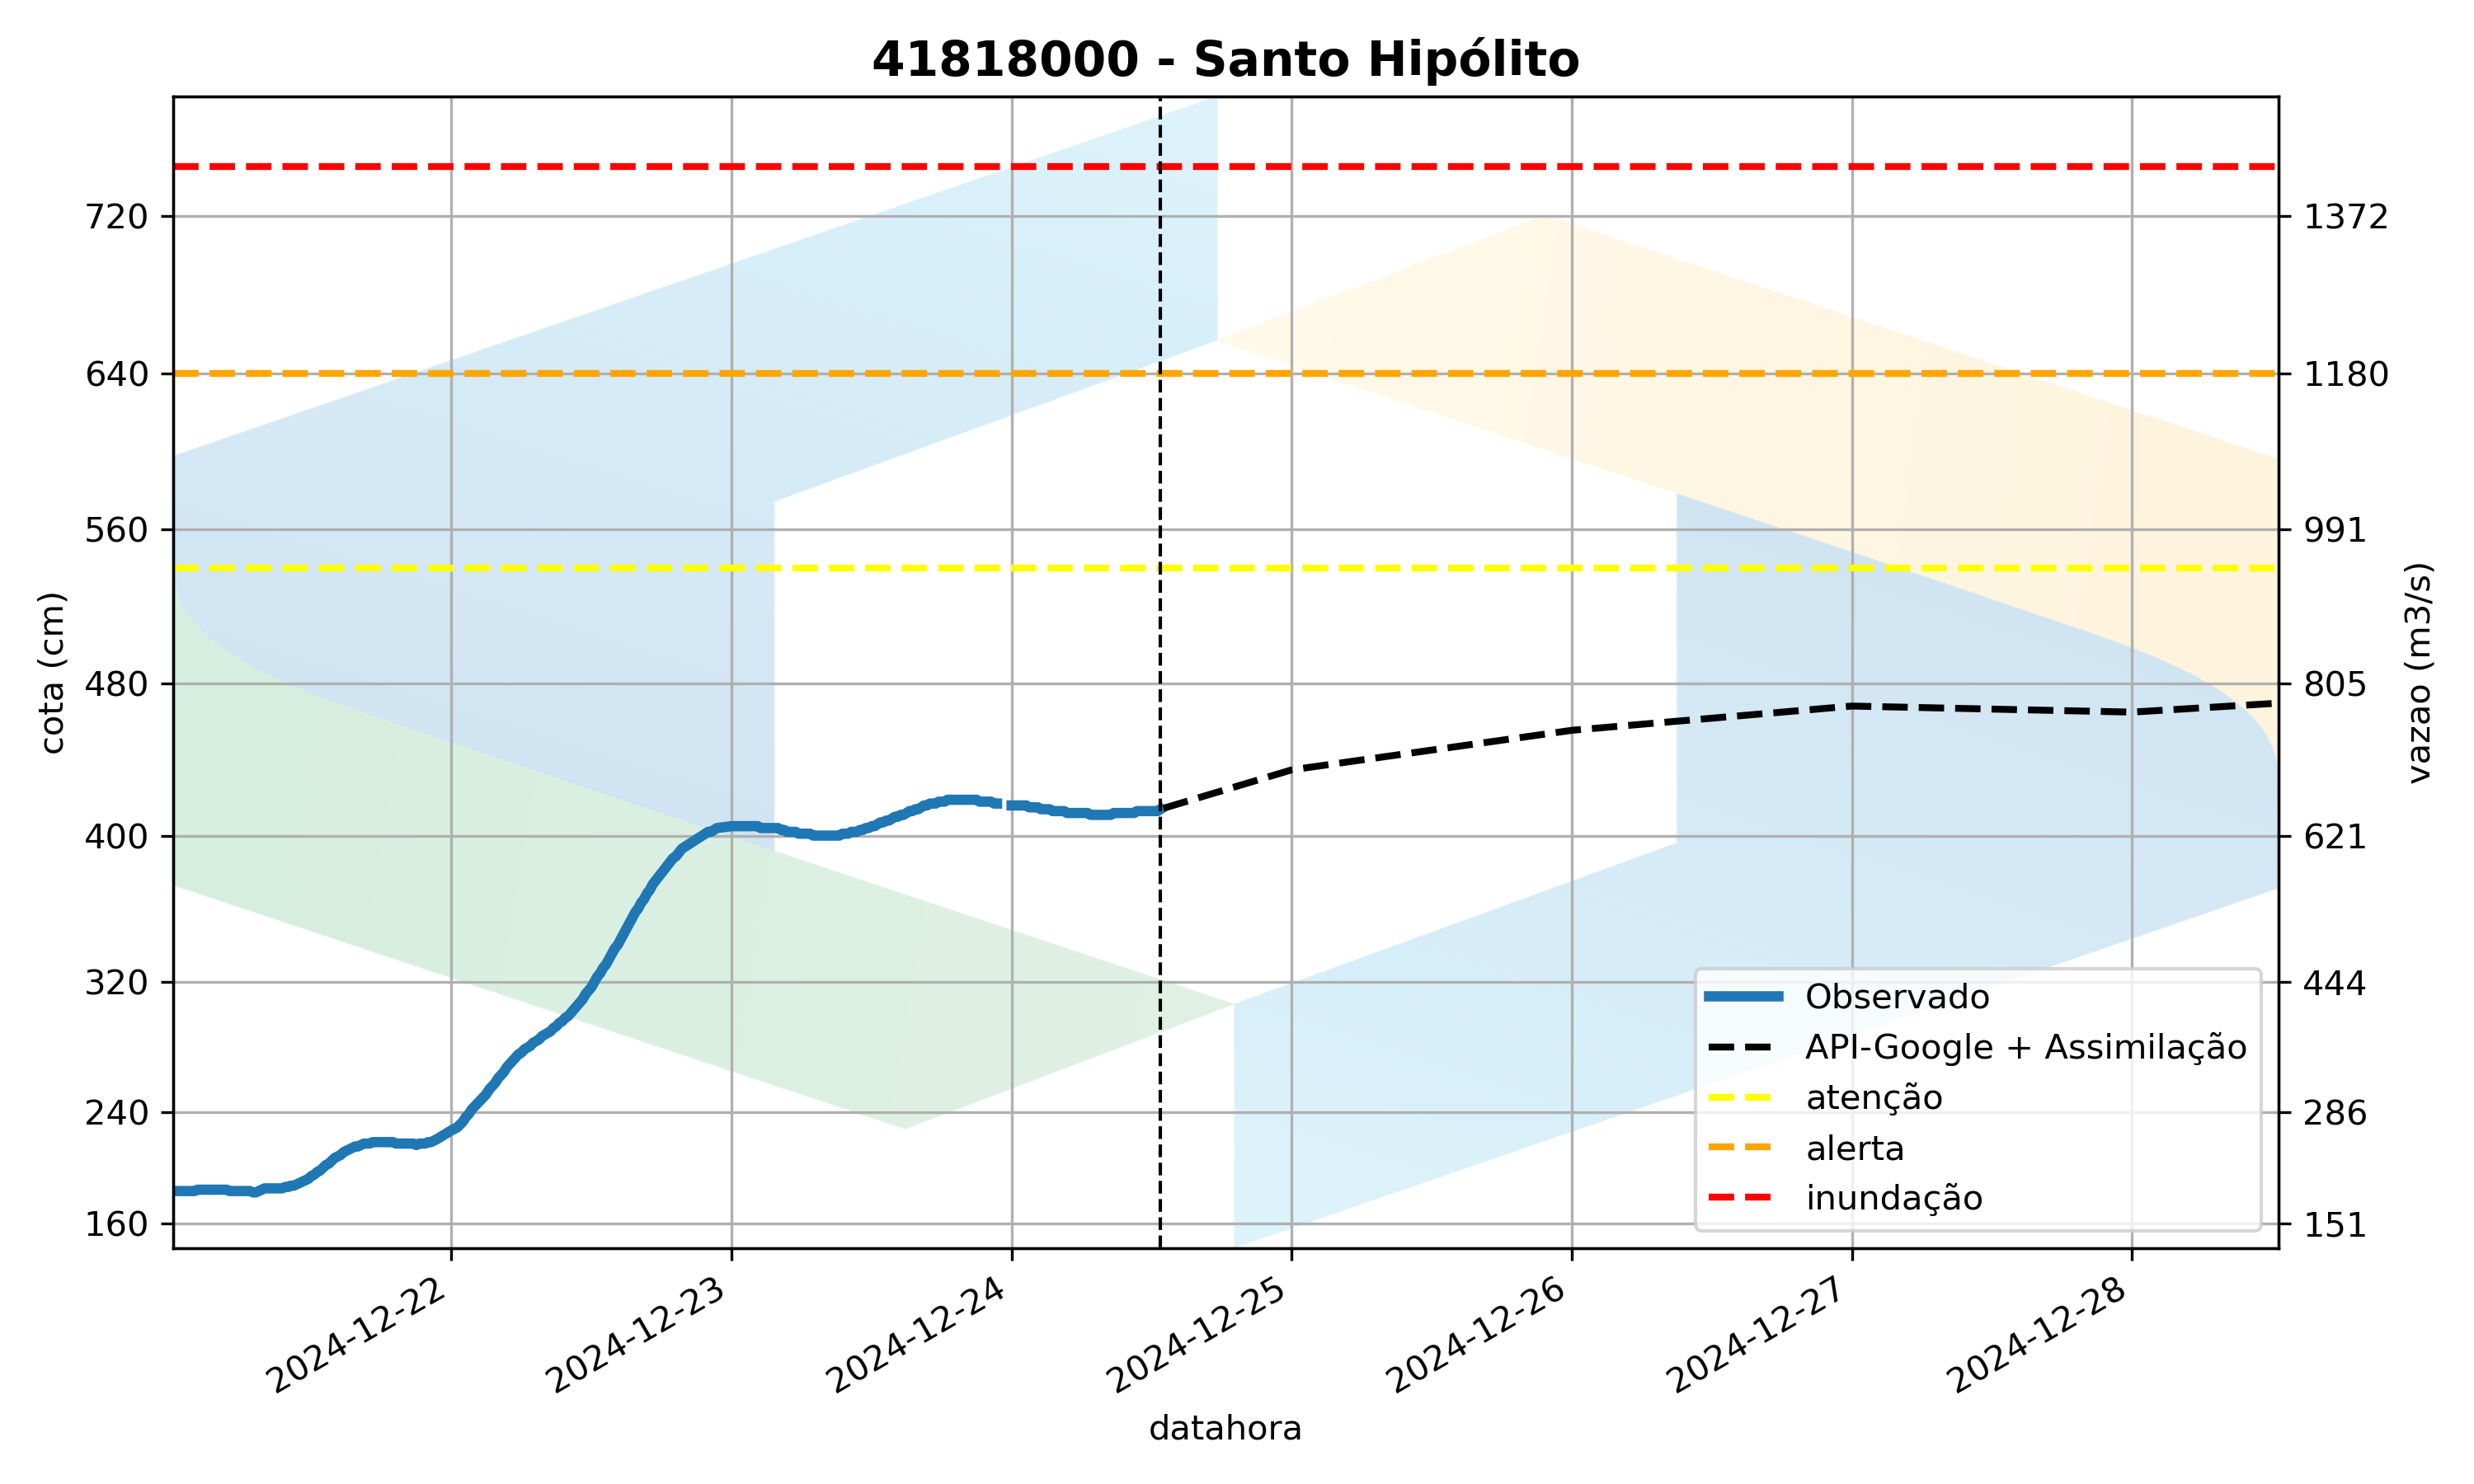 41818000 - Santo Hipólito
cota (cm)
720
640
560
480
400
320
240
160
1372
1180
991
805
621
444
286
151
vazao (m3/s)
Observado
API-Google + Assimilação
atenção
alerta
inundação
2024-12-22
2024-12-23
2024-12-24
2024-12-25
2024-12-26
2024-12-27
2024-12-28
datahora